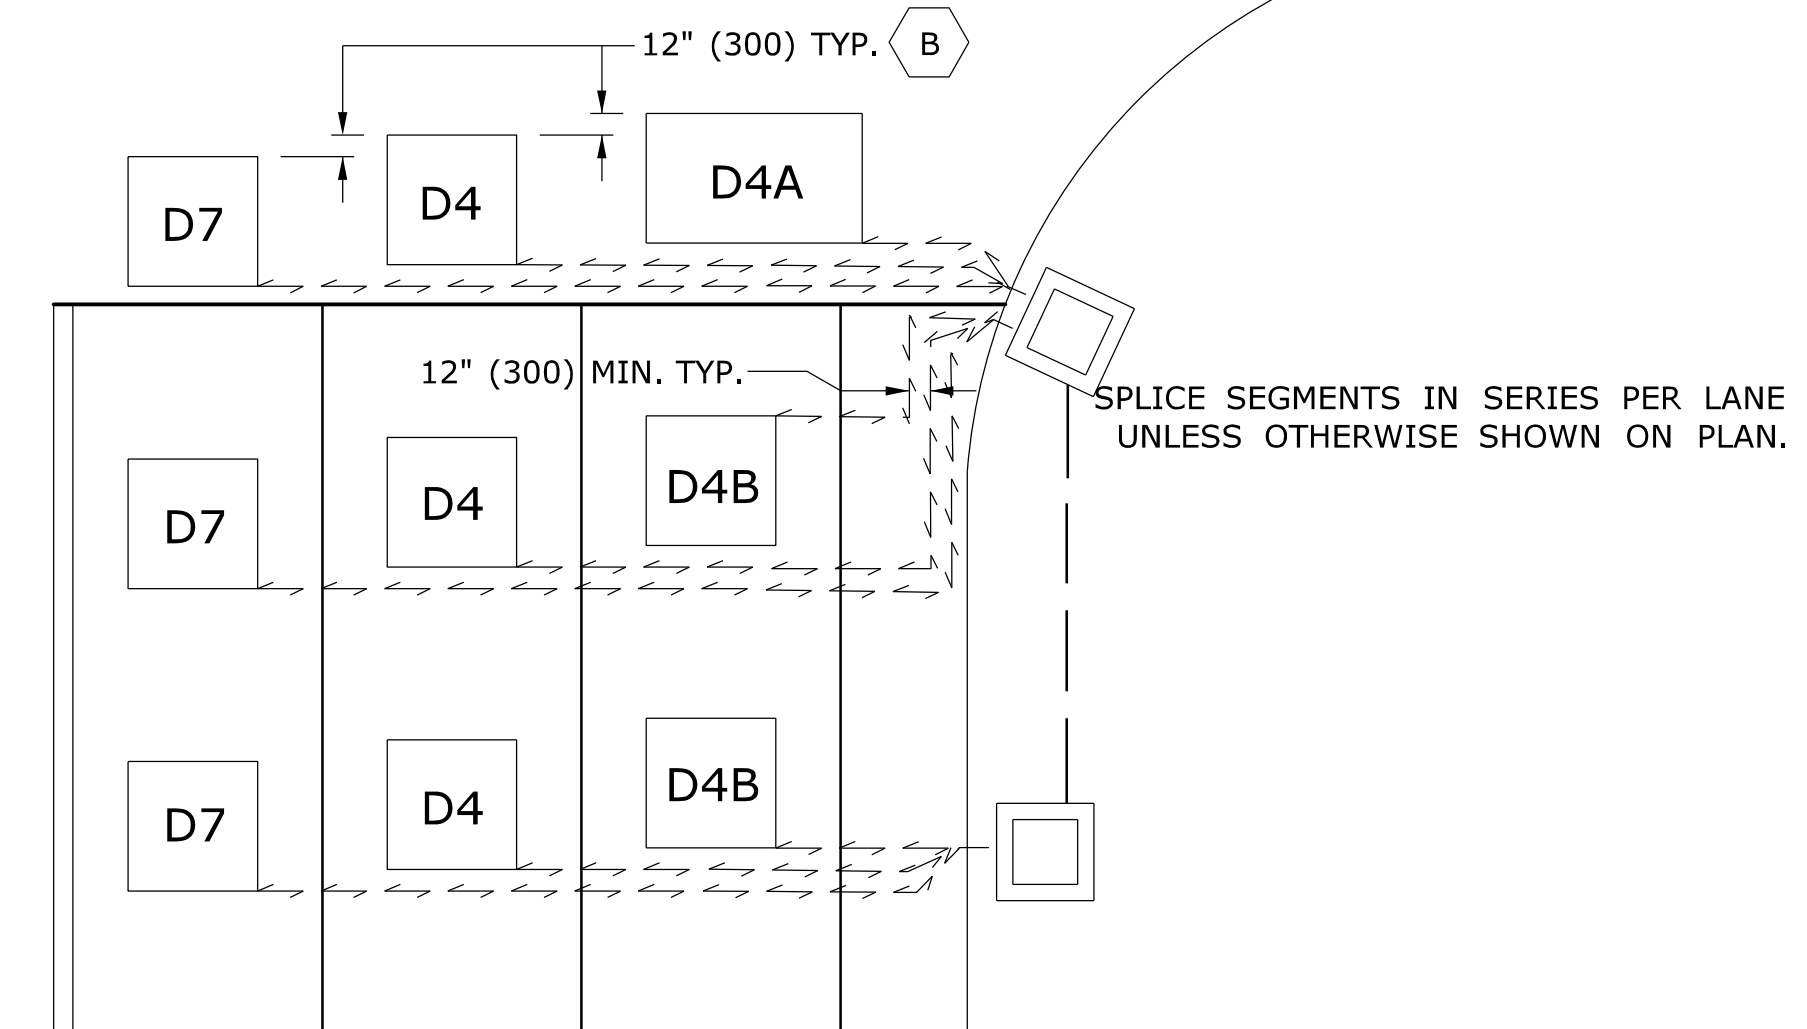 12" (300) TYP.
B
D7
D4
D4A
12" (300) MIN. TYP.
SPLICE SEGMENTS IN SERIES PER LANE
UNLESS OTHERWISE SHOWN ON PLAN.
D7
D4
D4B
D7
D4
D4B